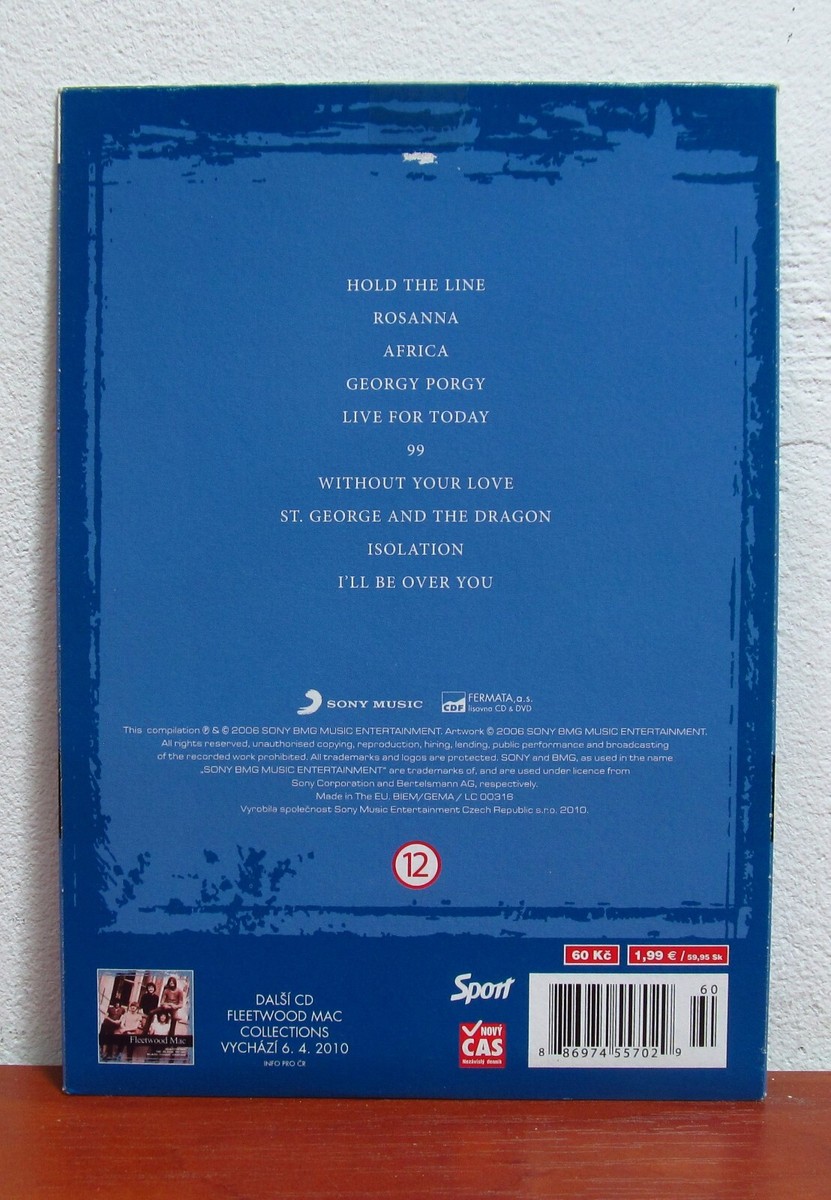 HOLD THE LINE
ROSANNA
AFRICA
GEORGY PORGY
LIVE FOR TODAY
99
WITHOUT YOUR LOVE
ST. GEORGE AND THE DRAGON
ISOLATION
I'LL BE OVER YOU
SONY MUSIC
CDF
FERMATA, a.s.
lisovna CD & DVD
This compilation ℗ & © 2006 SONY BMG MUSIC ENTERTAINMENT. Artwork © 2006 SONY BMG MUSIC ENTERTAINMENT.
All rights reserved, unauthorised copying, reproduction, hiring, lending, public performance and broadcasting
of the recorded work prohibited. All trademarks and logos are protected. SONY and BMG, as used in the name
„SONY BMG MUSIC ENTERTAINMENT“ are trademarks of, and are used under licence from
Sony Corporation and Bertelsmann AG, respectively.
Made in The EU. BIEM/GEMA / LC 00316
Vyrobila společnost Sony Music Entertainment Czech Republic s.r.o. 2010.
12
60 Kč
1,99 € / 59,95 Sk
Fleetwood Mac
DALŠÍ CD
FLEETWOOD MAC
COLLECTIONS
VYCHÁZÍ 6. 4. 2010
INFO PRO ČR
Sport
NOVÝ
ČAS
Nezávislý denník
60
8 86974 55702 9